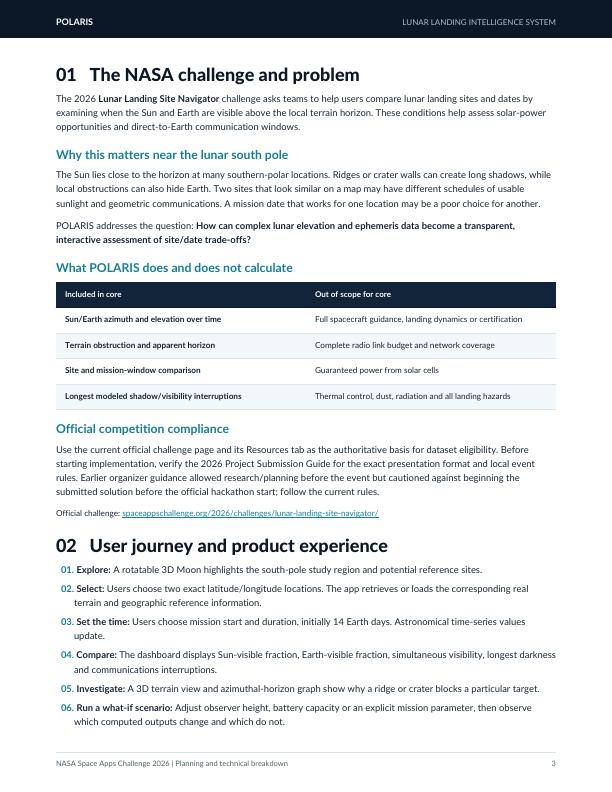 POLARIS
LUNAR LANDING INTELLIGENCE SYSTEM
01 The NASA challenge and problem
The 2026 Lunar Landing Site Navigator challenge asks teams to help users compare lunar landing sites and dates by
examining when the Sun and Earth are visible above the local terrain horizon. These conditions help assess solar-power
opportunities and direct-to-Earth communication windows.
Why this matters near the lunar south pole
The Sun lies close to the horizon at many southern-polar locations. Ridges or crater walls can create long shadows, while
local obstructions can also hide Earth. Two sites that look similar on a map may have different schedules of usable
sunlight and geometric communications. A mission date that works for one location may be a poor choice for another.
POLARIS addresses the question: How can complex lunar elevation and ephemeris data become a transparent,
interactive assessment of site/date trade-offs?
What POLARIS does and does not calculate
Included in core
Out of scope for core
Sun/Earth azimuth and elevation over time
Full spacecraft guidance, landing dynamics or certification
Terrain obstruction and apparent horizon
Complete radio link budget and network coverage
Site and mission-window comparison
Guaranteed power from solar cells
Longest modeled shadow/visibility interruptions
Thermal control, dust, radiation and all landing hazards
Official competition compliance
Use the current official challenge page and its Resources tab as the authoritative basis for dataset eligibility. Before
starting implementation, verify the 2026 Project Submission Guide for the exact presentation format and local event
rules. Earlier organizer guidance allowed research/planning before the event but cautioned against beginning the
submitted solution before the official hackathon start; follow the current rules.
Official challenge: spaceappschallenge.org/2026/challenges/lunar-landing-site-navigator/
02 User journey and product experience
01. Explore: A rotatable 3D Moon highlights the south-pole study region and potential reference sites.
02. Select: Users choose two exact latitude/longitude locations. The app retrieves or loads the corresponding real
terrain and geographic reference information.
03. Set the time: Users choose mission start and duration, initially 14 Earth days. Astronomical time-series values
update.
04. Compare: The dashboard displays Sun-visible fraction, Earth-visible fraction, simultaneous visibility, longest darkness
and communications interruptions.
05. Investigate: A 3D terrain view and azimuthal-horizon graph show why a ridge or crater blocks a particular target.
06. Run a what-if scenario: Adjust observer height, battery capacity or an explicit mission parameter, then observe
which computed outputs change and which do not.
NASA Space Apps Challenge 2026 | Planning and technical breakdown
3